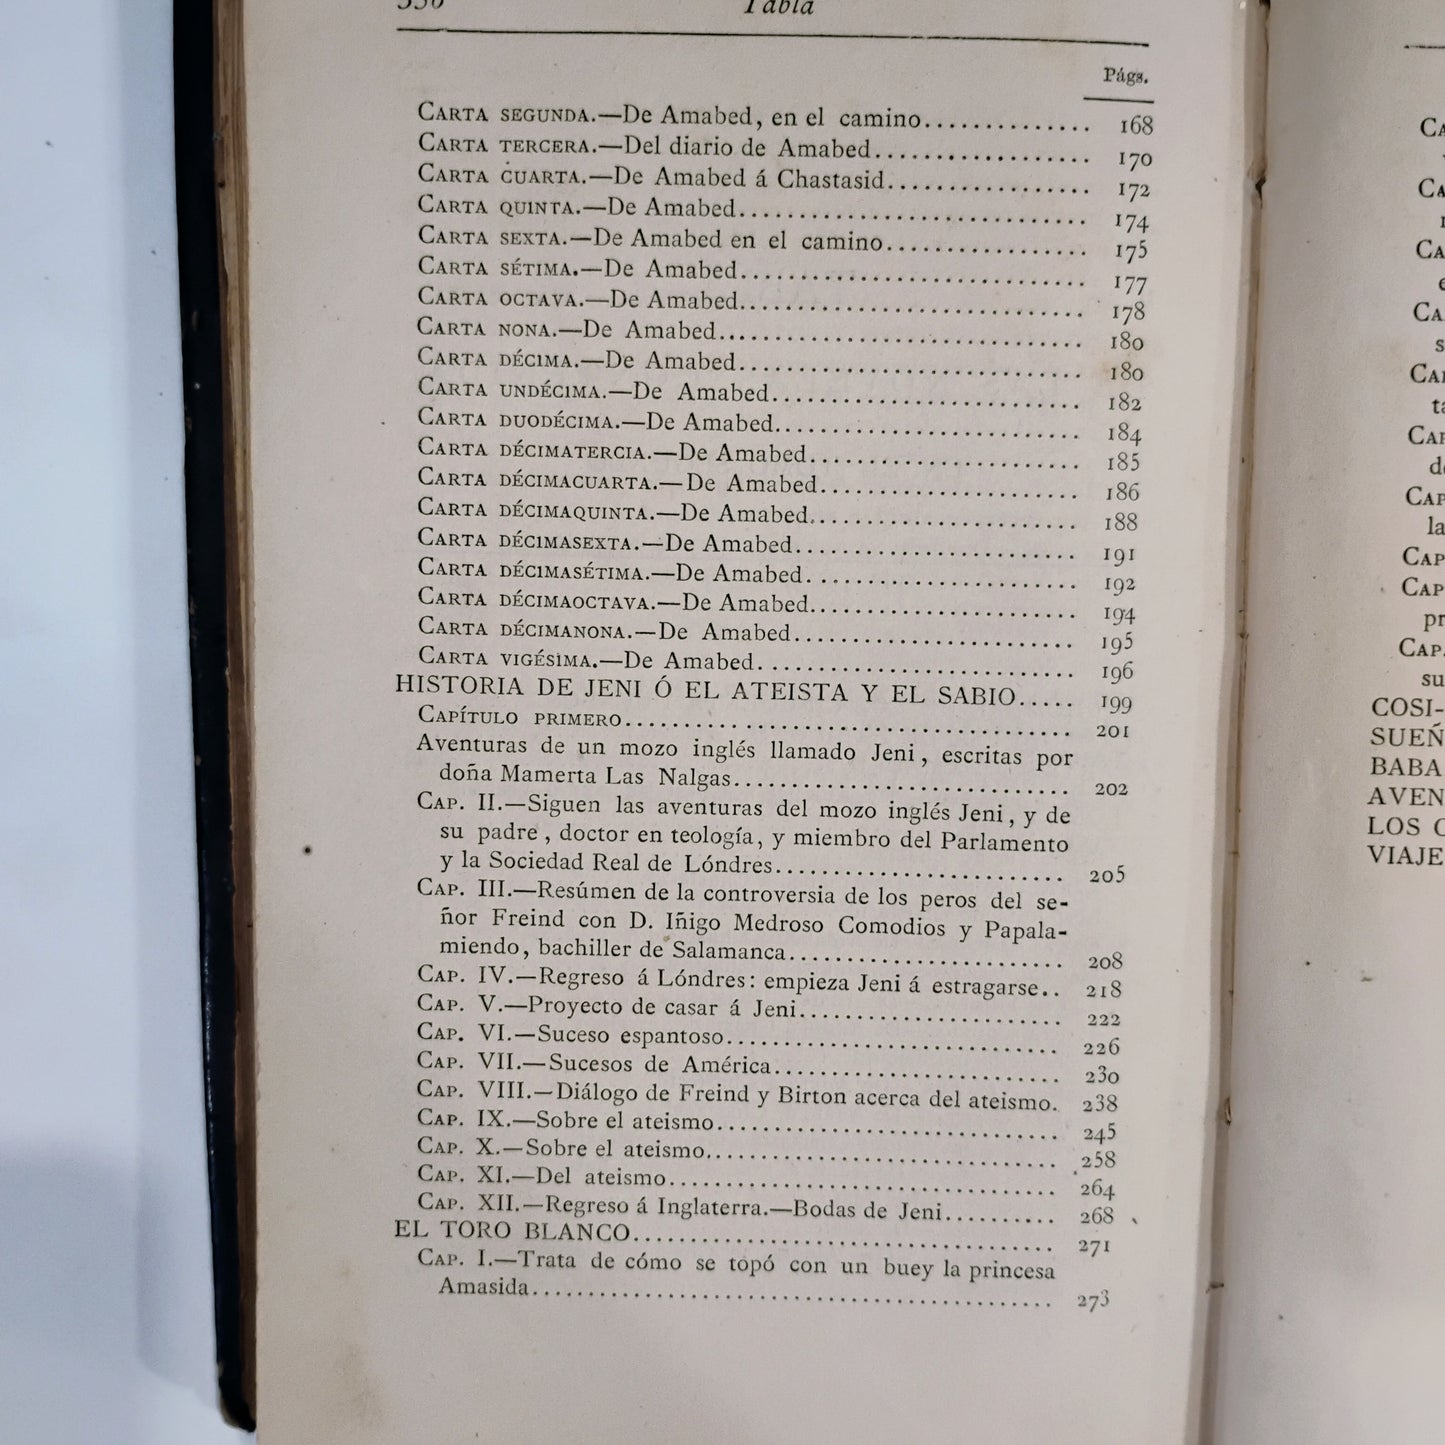 Tabla
Págs.
CARTA SEGUNDA.—De Amabed, en el camino.............. 168
CARTA TERCERA.—Del diario de Amabed.................. 170
CARTA CUARTA.—De Amabed á Chastasid................. 172
CARTA QUINTA.—De Amabed............................. 174
CARTA SEXTA.—De Amabed en el camino................. 175
CARTA SÉTIMA.—De Amabed............................. 177
CARTA OCTAVA.—De Amabed............................. 178
CARTA NONA.—De Amabed............................... 180
CARTA DÉCIMA.—De Amabed............................. 180
CARTA UNDÉCIMA.—De Amabed........................... 182
CARTA DUODÉCIMA.—De Amabed.......................... 184
CARTA DÉCIMATERCIA.—De Amabed....................... 185
CARTA DÉCIMACUARTA.—De Amabed....................... 186
CARTA DÉCIMAQUINTA.—De Amabed....................... 188
CARTA DÉCIMASEXTA.—De Amabed........................ 191
CARTA DÉCIMASÉTIMA.—De Amabed....................... 192
CARTA DÉCIMAOCTAVA.—De Amabed....................... 194
CARTA DÉCIMANONA.—De Amabed......................... 195
CARTA VIGÉSIMA.—De Amabed........................... 196
HISTORIA DE JENI Ó EL ATEISTA Y EL SABIO..... 199
CAPÍTULO PRIMERO.................................... 201
Aventuras de un mozo inglés llamado Jeni, escritas por
doña Mamerta Las Nalgas............................. 202
CAP. II.—Siguen las aventuras del mozo inglés Jeni, y de
su padre, doctor en teología, y miembro del Parlamento
y la Sociedad Real de Lóndres....................... 205
CAP. III.—Resúmen de la controversia de los peros del se-
ñor Freind con D. Iñigo Medroso Comodios y Papala-
miendo, bachiller de Salamanca...................... 208
CAP. IV.—Regreso á Lóndres: empieza Jeni á estragarse.. 218
CAP. V.—Proyecto de casar á Jeni.................... 222
CAP. VI.—Suceso espantoso........................... 226
CAP. VII.—Sucesos de América........................ 230
CAP. VIII.—Diálogo de Freind y Birton acerca del ateismo. 238
CAP. IX.—Sobre el ateismo........................... 245
CAP. X.—Sobre el ateismo............................ 258
CAP. XI.—Del ateismo................................ 264
CAP. XII.—Regreso á Inglaterra.—Bodas de Jeni.......... 268
EL TORO BLANCO...................................... 271
CAP. I.—Trata de cómo se topó con un buey la princesa
Amasida............................................. 273
COSI-
SUEÑ
BABA
AVEN
LOS
VIAJE